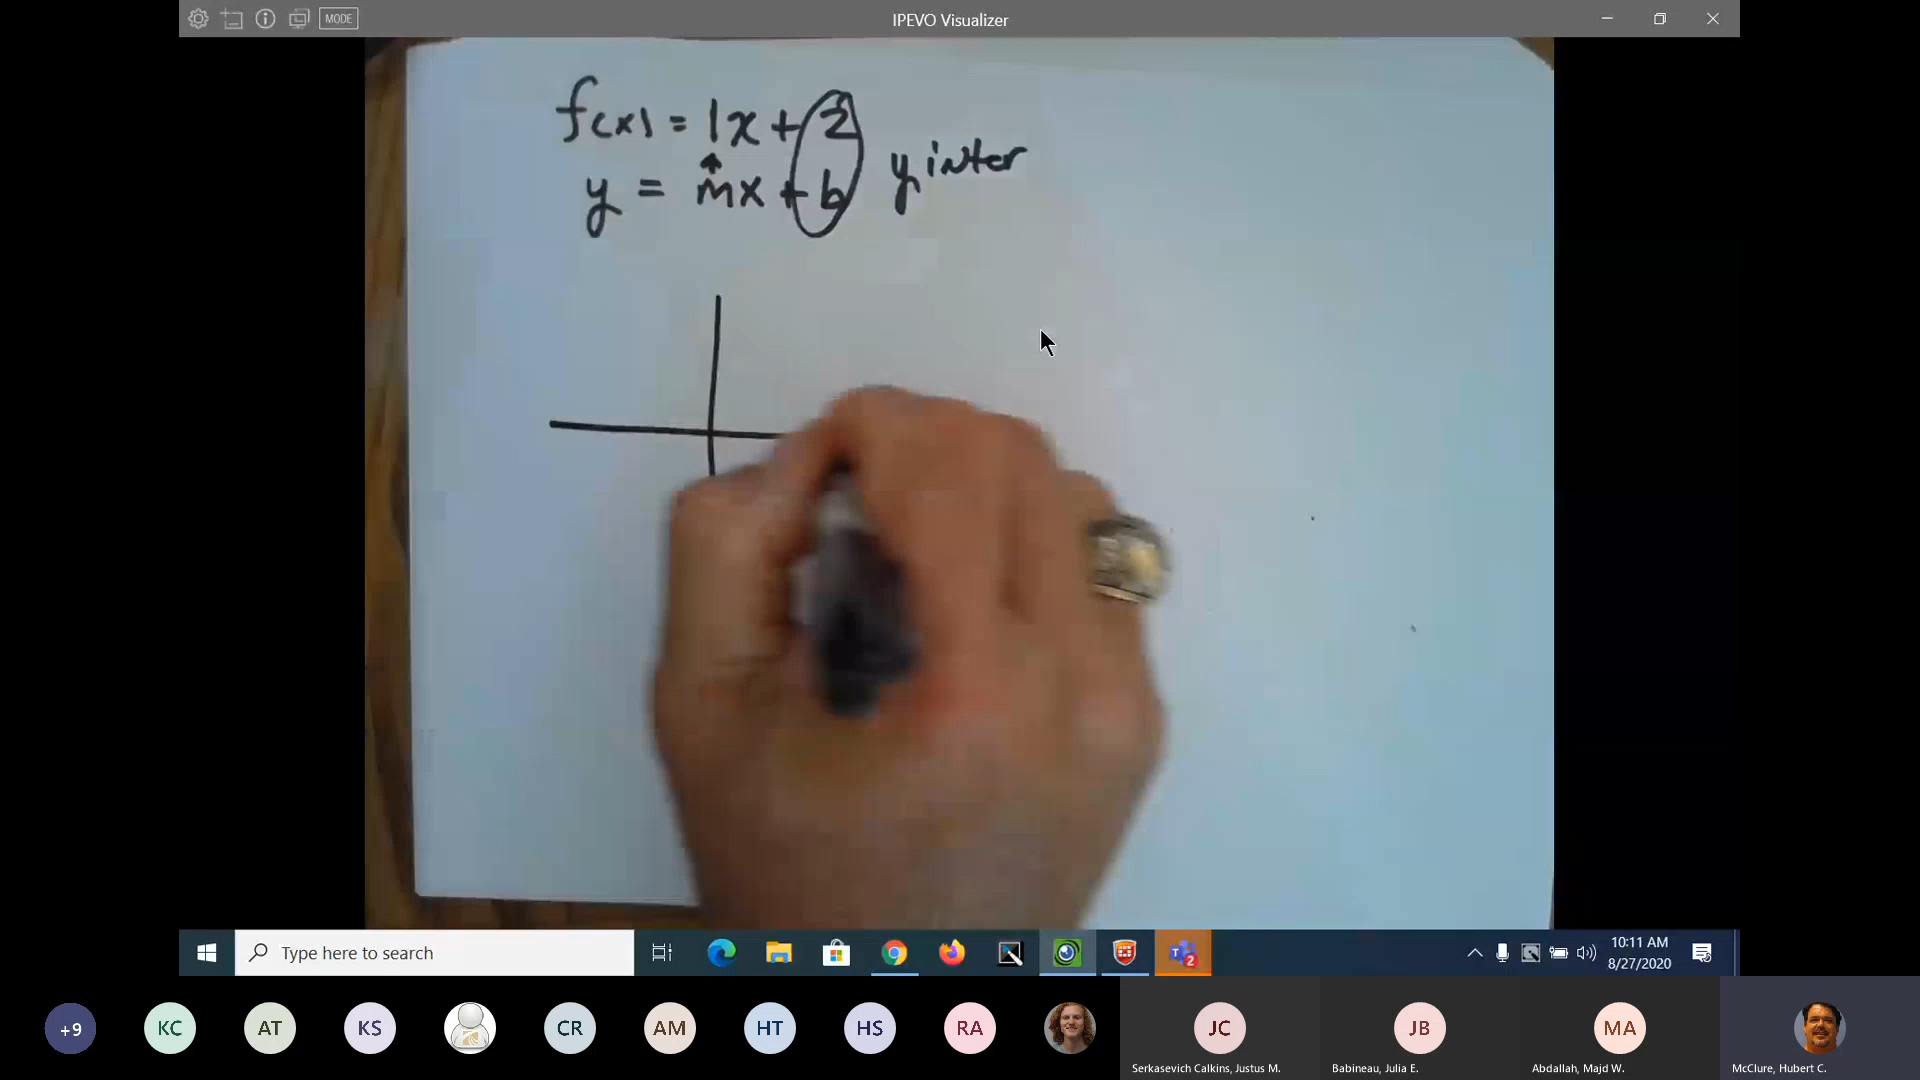 IPEVO Visualizer
MODE
f(x) = 1x + 2
y = mx + b y inter
Type here to search
2
10:11 AM
8/27/2020
+9
KC
AT
KS
CR
AM
HT
HS
RA
JC
JB
MA
Serkasevich Calkins, Justus M.
Babineau, Julia E.
Abdallah, Majd W.
McClure, Hubert C.